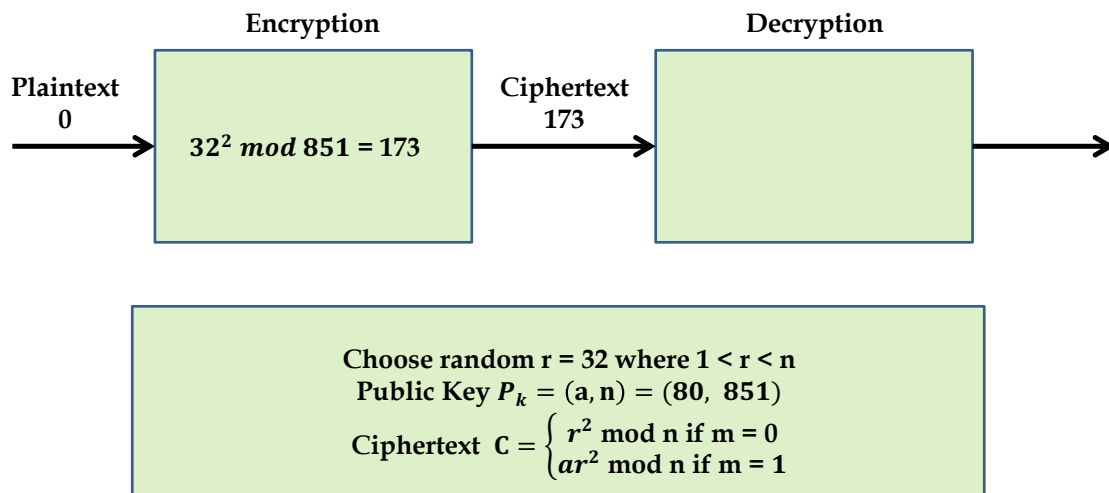 Encryption
Decryption
Plaintext
0
Ciphertext
173
32² mod 851 = 173
Choose random r = 32 where 1 < r < n
Public Key Pₖ = (a, n) = (80, 851)
Ciphertext C = { r² mod n if m = 0
ar² mod n if m = 1